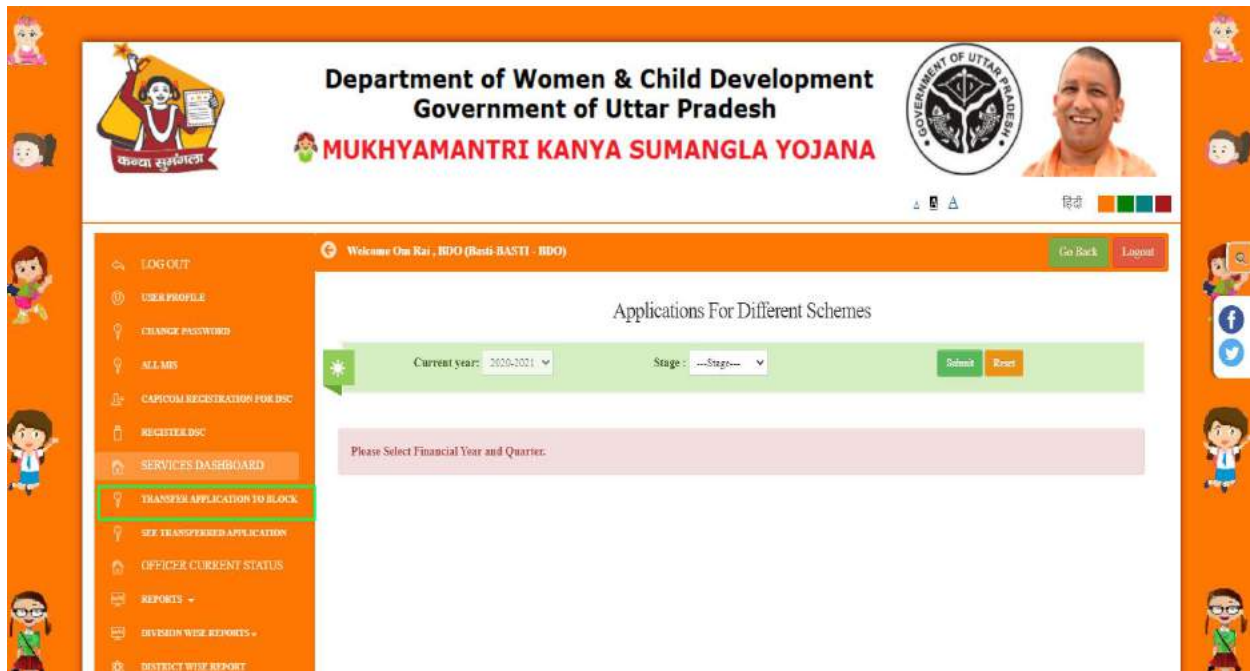 Department of Women & Child Development
Government of Uttar Pradesh
MUKHYAMANTRI KANYA SUMANGLA YOJANA
कन्या सुमंगला
GOVERNMENT OF UTTAR PRADESH
A A A हिंदी
Welcome Om Rai , BDO (Basti-BASTI - BDO) Go Back Logout
LOG OUT
USER PROFILE
CHANGE PASSWORD
ALL MIS
CAPICOM REGISTRATION FOR DSC
REGISTER DSC
SERVICES DASHBOARD
TRANSFER APPLICATION TO BLOCK
SEE TRANSFERRED APPLICATION
OFFICER CURRENT STATUS
REPORTS
DIVISION WISE REPORTS
DISTRICT WISE REPORT
Applications For Different Schemes
Current year: 2020-2021 Stage : ---Stage--- Submit Reset
Please Select Financial Year and Quarter.